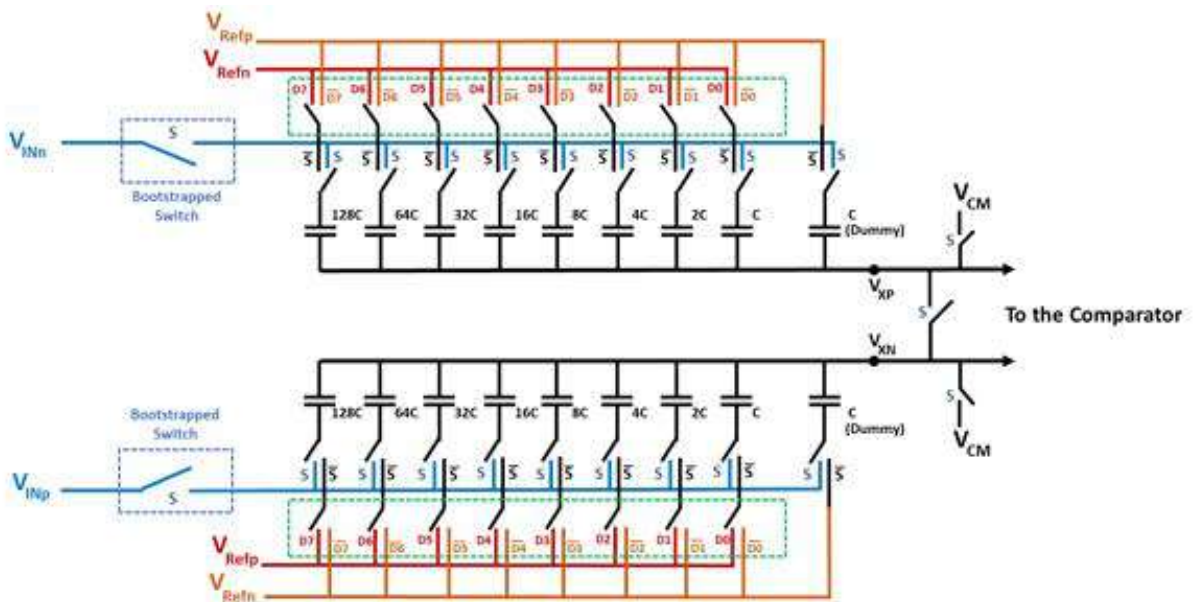 VRefp
VRefn
D7 D7 D6 D6 D5 D5 D4 D4 D3 D3 D2 D2 D1 D1 D0 D0
VINn
S
S̅ S S̅ S S̅ S S̅ S S̅ S S̅ S S̅ S S̅ S S̅ S
Bootstrapped
Switch
128C 64C 32C 16C 8C 4C 2C C C
(Dummy)
VCM
S
VXP
S
To the Comparator
VXN
128C 64C 32C 16C 8C 4C 2C C C
(Dummy)
S
VCM
Bootstrapped
Switch
S S̅ S S̅ S S̅ S S̅ S S̅ S S̅ S S̅ S S̅ S S̅
VINp
S
D7 D7 D6 D6 D5 D5 D4 D4 D3 D3 D2 D2 D1 D1 D0 D0
VRefp
VRefn